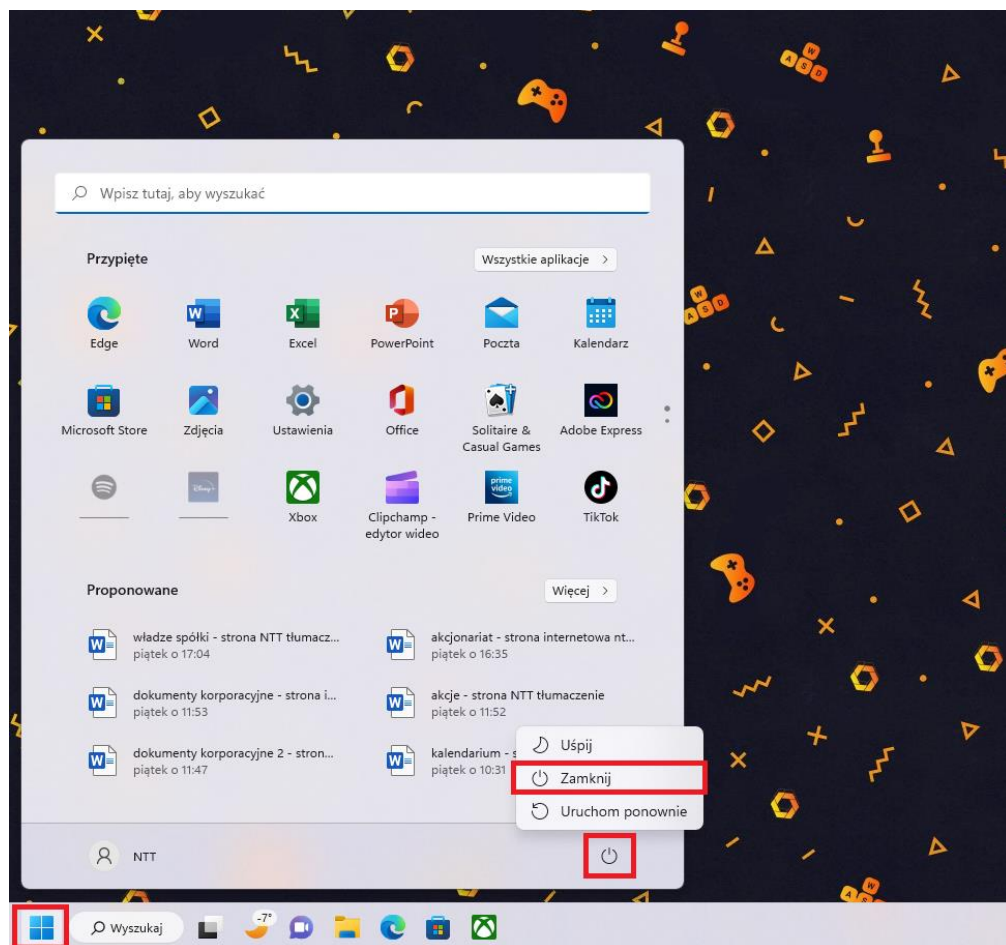 Wpisz tutaj, aby wyszukać
Przypięte
Wszystkie aplikacje
Edge
Word
Excel
PowerPoint
Poczta
Kalendarz
Microsoft Store
Zdjęcia
Ustawienia
Office
Solitaire &
Casual Games
Adobe Express
Xbox
Clipchamp -
edytor wideo
prime
video
Prime Video
TikTok
Proponowane
Więcej
władze spółki - strona NTT tłumacz...
piątek o 17:04
akcjonariat - strona internetowa nt...
piątek o 16:35
dokumenty korporacyjne - strona i...
piątek o 11:53
akcje - strona NTT tłumaczenie
piątek o 11:52
dokumenty korporacyjne 2 - stron...
piątek o 11:47
kalendarium - s
piątek o 10:31
Uśpij
Zamknij
Uruchom ponownie
NTT
Wyszukaj
-7°
W
A S D
W
A S D